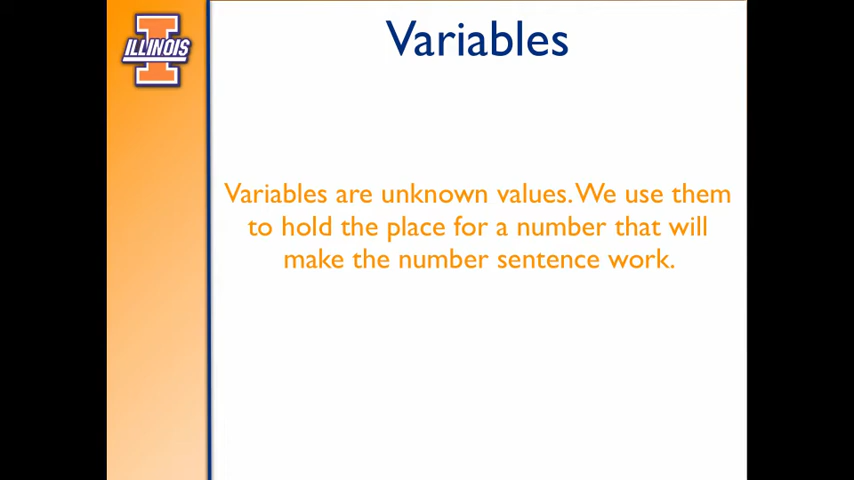 ILLINOIS
Variables
Variables are unknown values. We use them
to hold the place for a number that will
make the number sentence work.